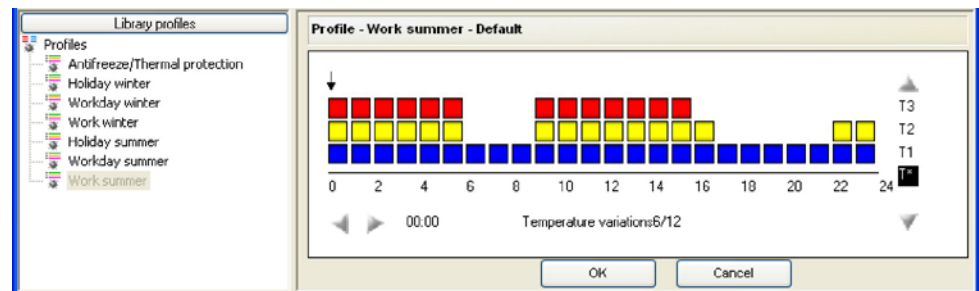 Library profiles
Profiles
Antifreeze/Thermal protection
Holiday winter
Workday winter
Work winter
Holiday summer
Workday summer
Work summer
Profile - Work summer - Default
T3
T2
T1
T*
0 2 4 6 8 10 12 14 16 18 20 22 24
00:00 Temperature variations6/12
OK Cancel